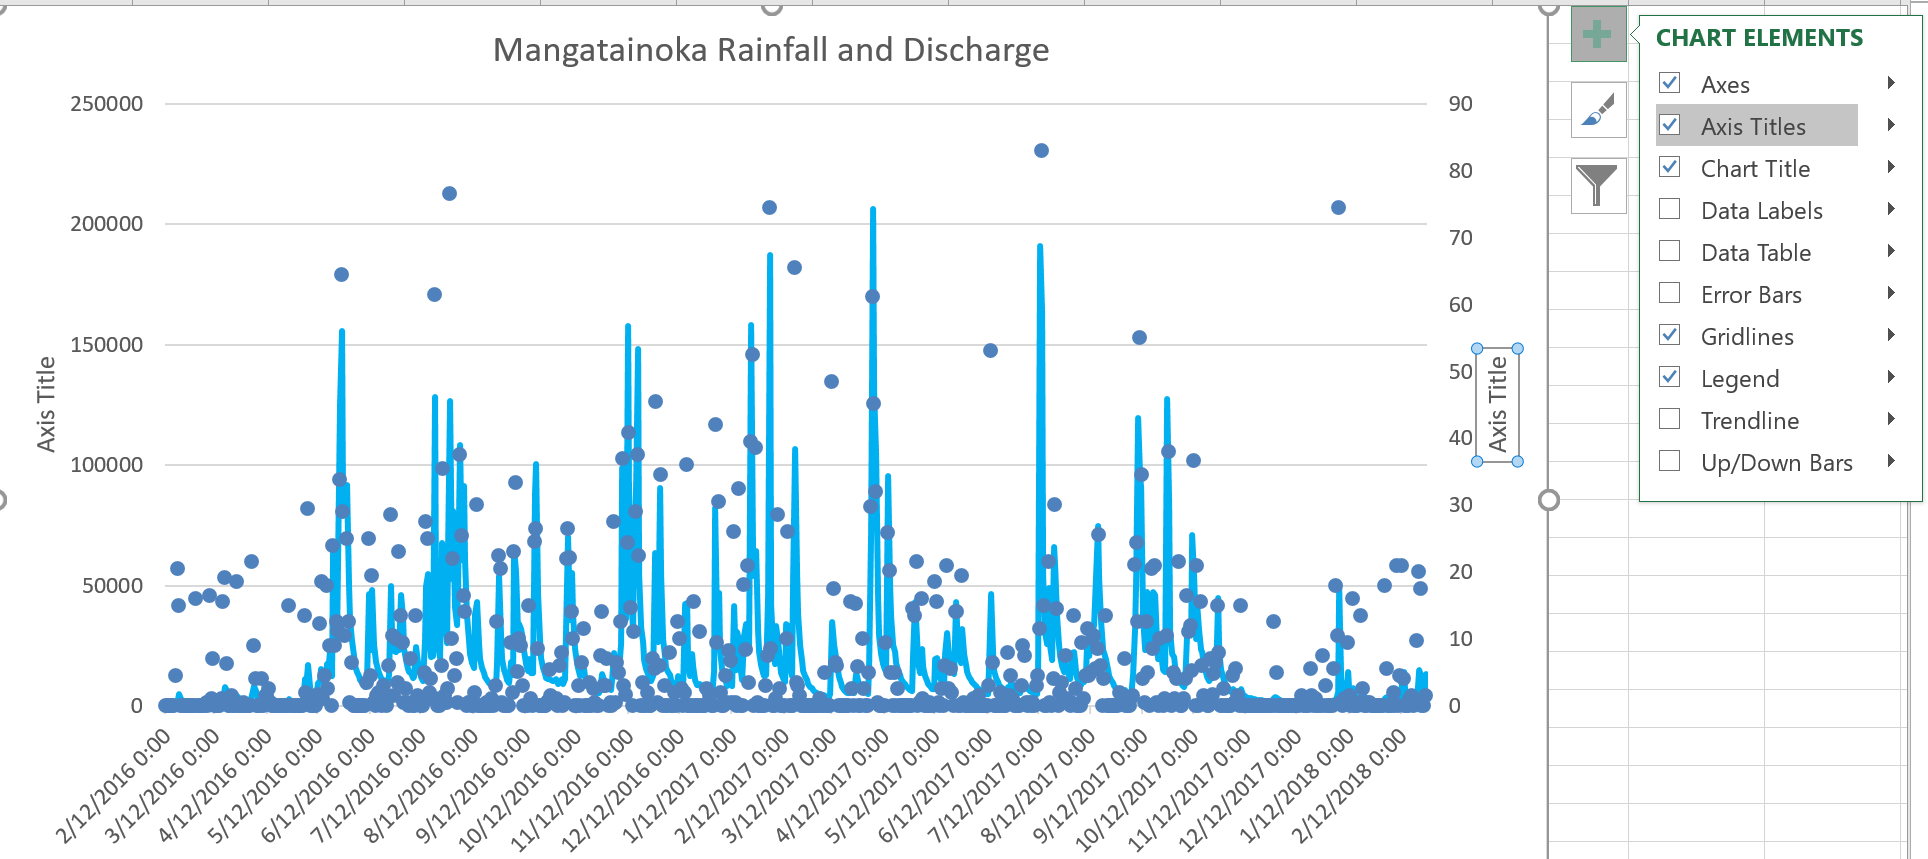 Mangatainoka Rainfall and Discharge
250000
200000
150000
100000
50000
0
Axis Title
90
80
70
60
50
40
30
20
10
0
Axis Title
2/12/2016 0:00
3/12/2016 0:00
4/12/2016 0:00
5/12/2016 0:00
6/12/2016 0:00
7/12/2016 0:00
8/12/2016 0:00
9/12/2016 0:00
10/12/2016 0:00
11/12/2016 0:00
12/12/2016 0:00
1/12/2017 0:00
2/12/2017 0:00
3/12/2017 0:00
4/12/2017 0:00
5/12/2017 0:00
6/12/2017 0:00
7/12/2017 0:00
8/12/2017 0:00
9/12/2017 0:00
10/12/2017 0:00
11/12/2017 0:00
12/12/2017 0:00
1/12/2018 0:00
2/12/2018 0:00
CHART ELEMENTS
Axes
Axis Titles
Chart Title
Data Labels
Data Table
Error Bars
Gridlines
Legend
Trendline
Up/Down Bars